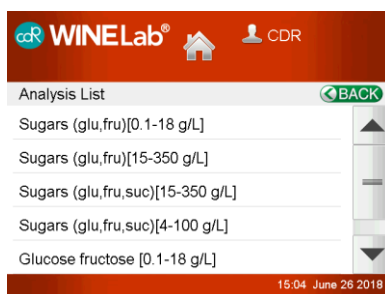 cdR WINELab®
CDR
Analysis List
BACK
Sugars (glu,fru)[0.1-18 g/L]
Sugars (glu,fru)[15-350 g/L]
Sugars (glu,fru,suc)[15-350 g/L]
Sugars (glu,fru,suc)[4-100 g/L]
Glucose fructose [0.1-18 g/L]
15:04 June 26 2018